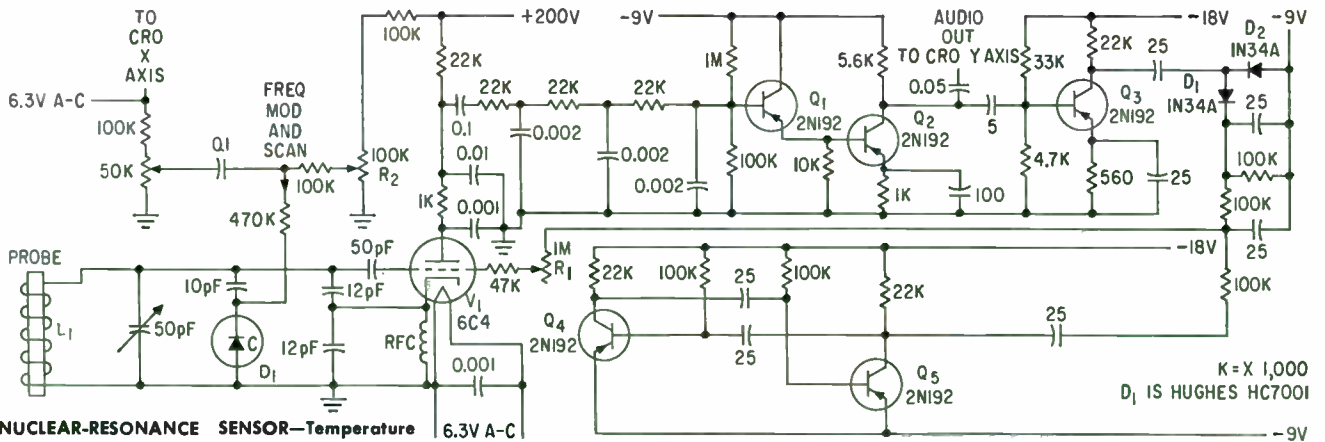 TO
CRO
X
AXIS
6.3V A-C
100K
50K
0.1
FREQ
MOD
AND
SCAN
100K
470K
100K
100K
R2
+200V
22K
0.1
22K
22K
22K
0.002
0.002
0.002
0.01
1K
0.001
-9V
1M
100K
Q1
2N192
10K
5.6K
Q2
2N192
1K
100
AUDIO
OUT
TO CRO Y AXIS
0.05
5
33K
4.7K
22K
Q3
2N192
560
25
-18V
25
-9V
D2
1N34A
D1
1N34A
25
100K
100K
25
100K
PROBE
L1
50pF
10pF
C
D1
12pF
12pF
50pF
V1
6C4
RFC
0.001
6.3V A-C
47K
1M
R1
22K
100K
25
100K
25
-18V
22K
25
Q4
2N192
Q5
2N192
-9V
K = X 1,000
D1 IS HUGHES HC7001
NUCLEAR-RESONANCE SENSOR—Temperature